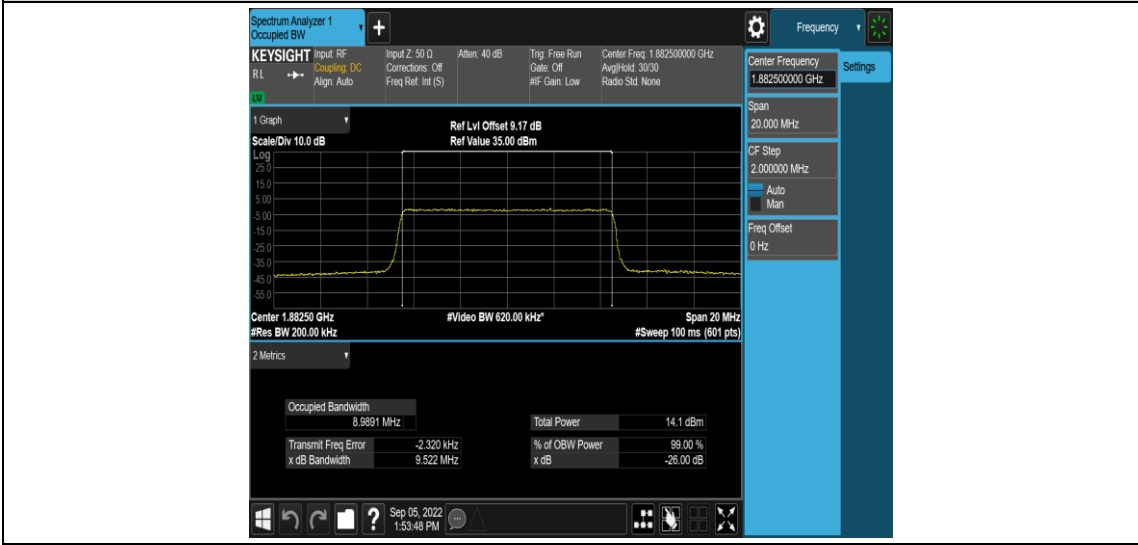 Spectrum Analyzer 1
Occupied BW
+
Frequency
KEYSIGHT
RL
LM
Input: RF
Coupling: DC
Align: Auto
Input Z: 50 Ω
Corrections: Off
Freq Ref: Int (S)
Atten: 40 dB
Trig: Free Run
Gate: Off
#IF Gain: Low
Center Freq: 1.882500000 GHz
Avg|Hold: 30/30
Radio Std: None
Center Frequency
1.882500000 GHz
Settings
Span
20.000 MHz
CF Step
2.000000 MHz
Auto
Man
Freq Offset
0 Hz
1 Graph
Scale/Div 10.0 dB
Ref Lvl Offset 9.17 dB
Ref Value 35.00 dBm
Log
25.0
15.0
5.00
-5.00
-15.0
-25.0
-35.0
-45.0
-55.0
Center 1.88250 GHz
#Video BW 620.00 kHz*
Span 20 MHz
#Res BW 200.00 kHz
#Sweep 100 ms (601 pts)
2 Metrics
Occupied Bandwidth
8.9891 MHz
Total Power 14.1 dBm
Transmit Freq Error -2.320 kHz
% of OBW Power 99.00 %
x dB Bandwidth 9.522 MHz
x dB -26.00 dB
?
Sep 05, 2022
1:53:48 PM